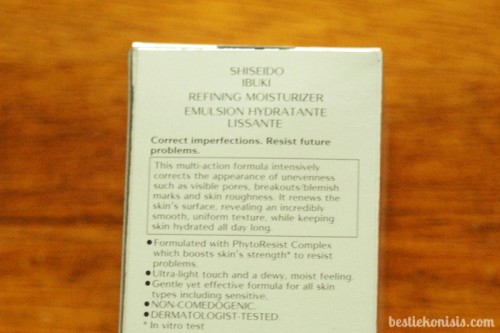 SHISEIDO
IBUKI
REFINING MOISTURIZER
EMULSION HYDRATANTE
LISSANTE
Correct imperfections. Resist future
problems.
This multi-action formula intensively
corrects the appearance of unevenness
such as visible pores, breakouts/blemish
marks and skin roughness. It renews the
skin's surface, revealing an incredibly
smooth, uniform texture, while keeping
skin hydrated all day long.
●Formulated with PhytoResist Complex
which boosts skin's strength* to resist
problems.
●Ultra-light touch and a dewy, moist feeling.
●Gentle yet effective formula for all skin
types including sensitive.
●NON-COMEDOGENIC.
●DERMATOLOGIST-TESTED.
* In vitro test
bestiekonisis.com